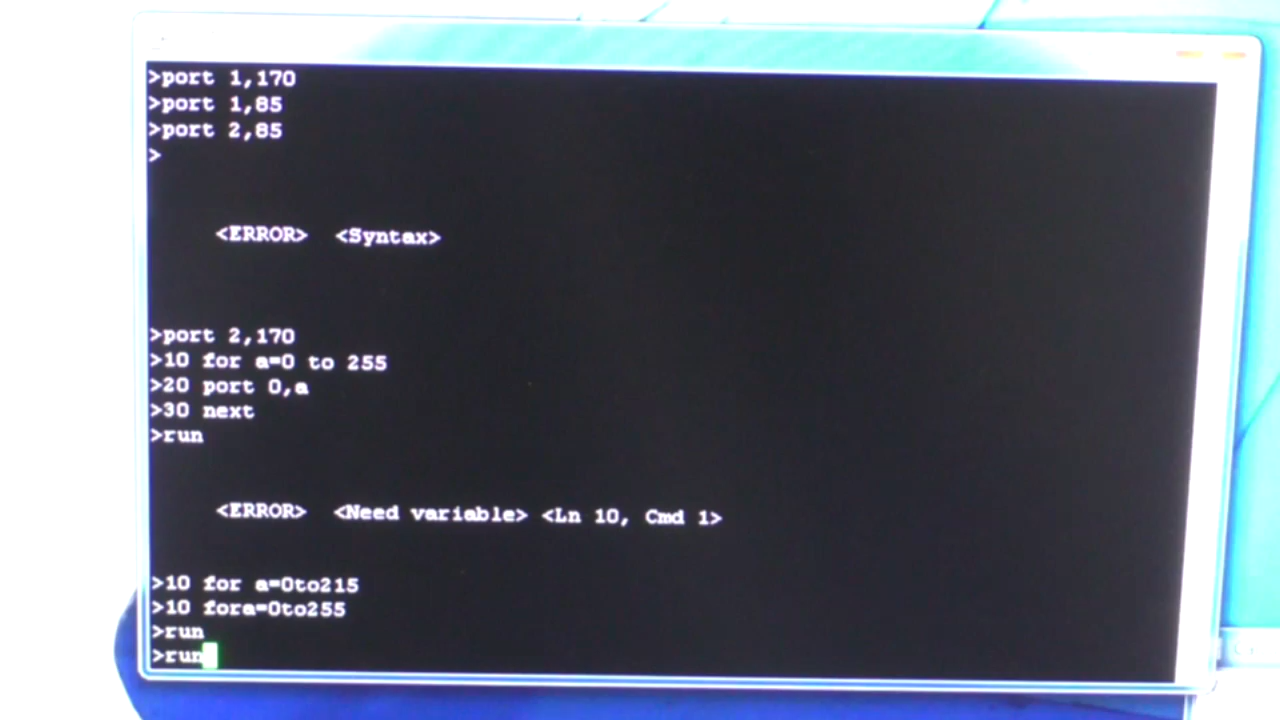 >port 1,170
>port 1,85
>port 2,85
>
<ERROR> <Syntax>
>port 2,170
>10 for a=0 to 255
>20 port 0,a
>30 next
>run
<ERROR> <Need variable> <Ln 10, Cmd 1>
>10 for a=0to215
>10 fora=0to255
>run
>run